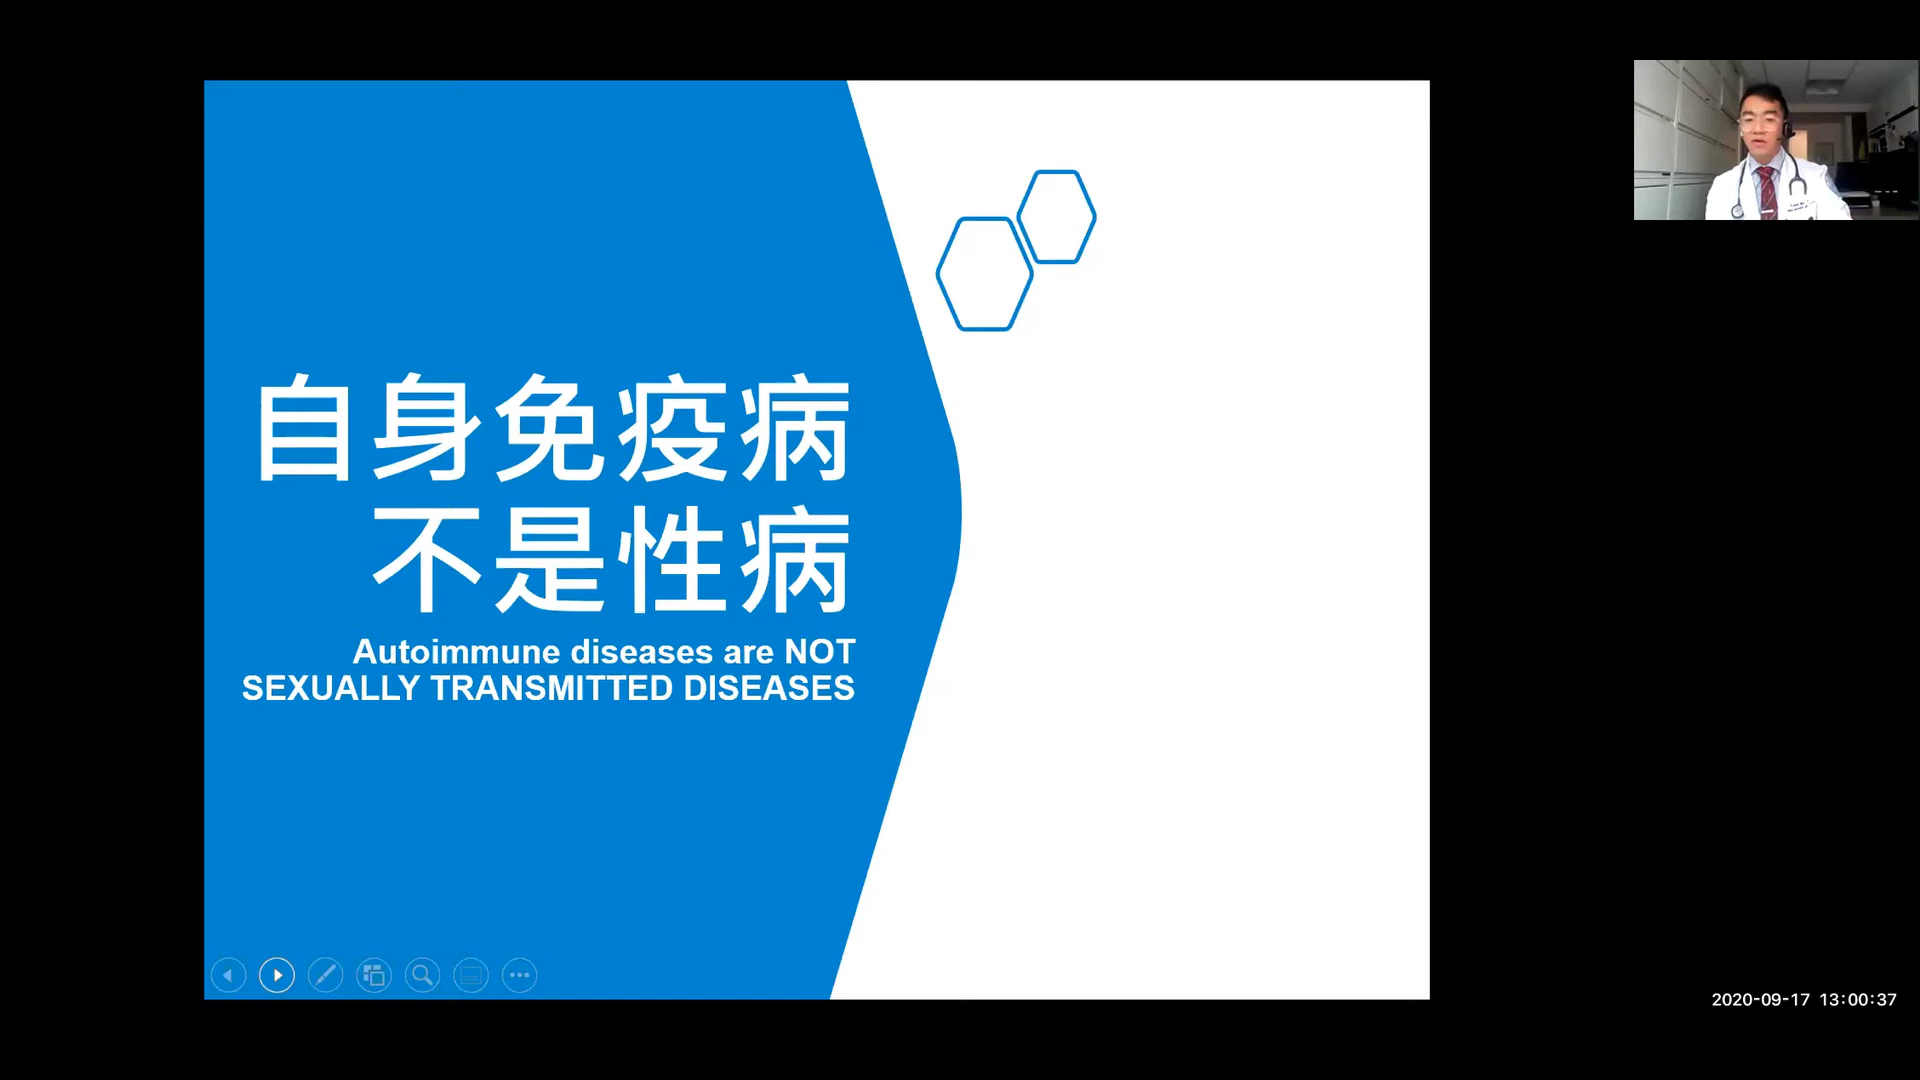 自身免疫病
不是性病
Autoimmune diseases are NOT
SEXUALLY TRANSMITTED DISEASES
2020-09-17 13:00:37